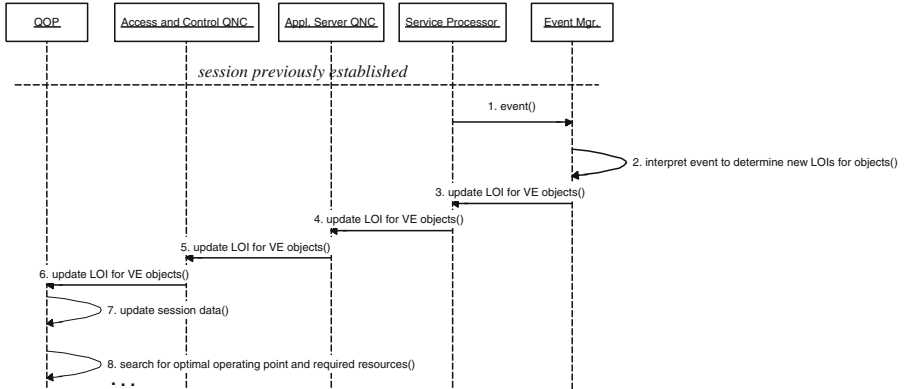 QOP
Access and Control QNC
Appl. Server QNC
Service Processor
Event Mgr.
session previously established
1. event()
2. interpret event to determine new LOIs for objects()
3. update LOI for VE objects()
4. update LOI for VE objects()
5. update LOI for VE objects()
6. update LOI for VE objects()
7. update session data()
8. search for optimal operating point and required resources()
...